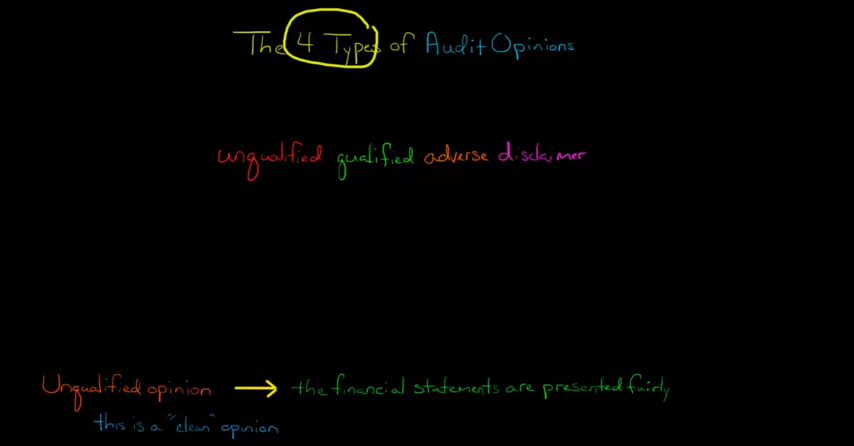 The 4 Types of Audit Opinions
unqualified qualified adverse disclaimer
Unqualified opinion → the financial statements are presented fairly
this is a "clean" opinion